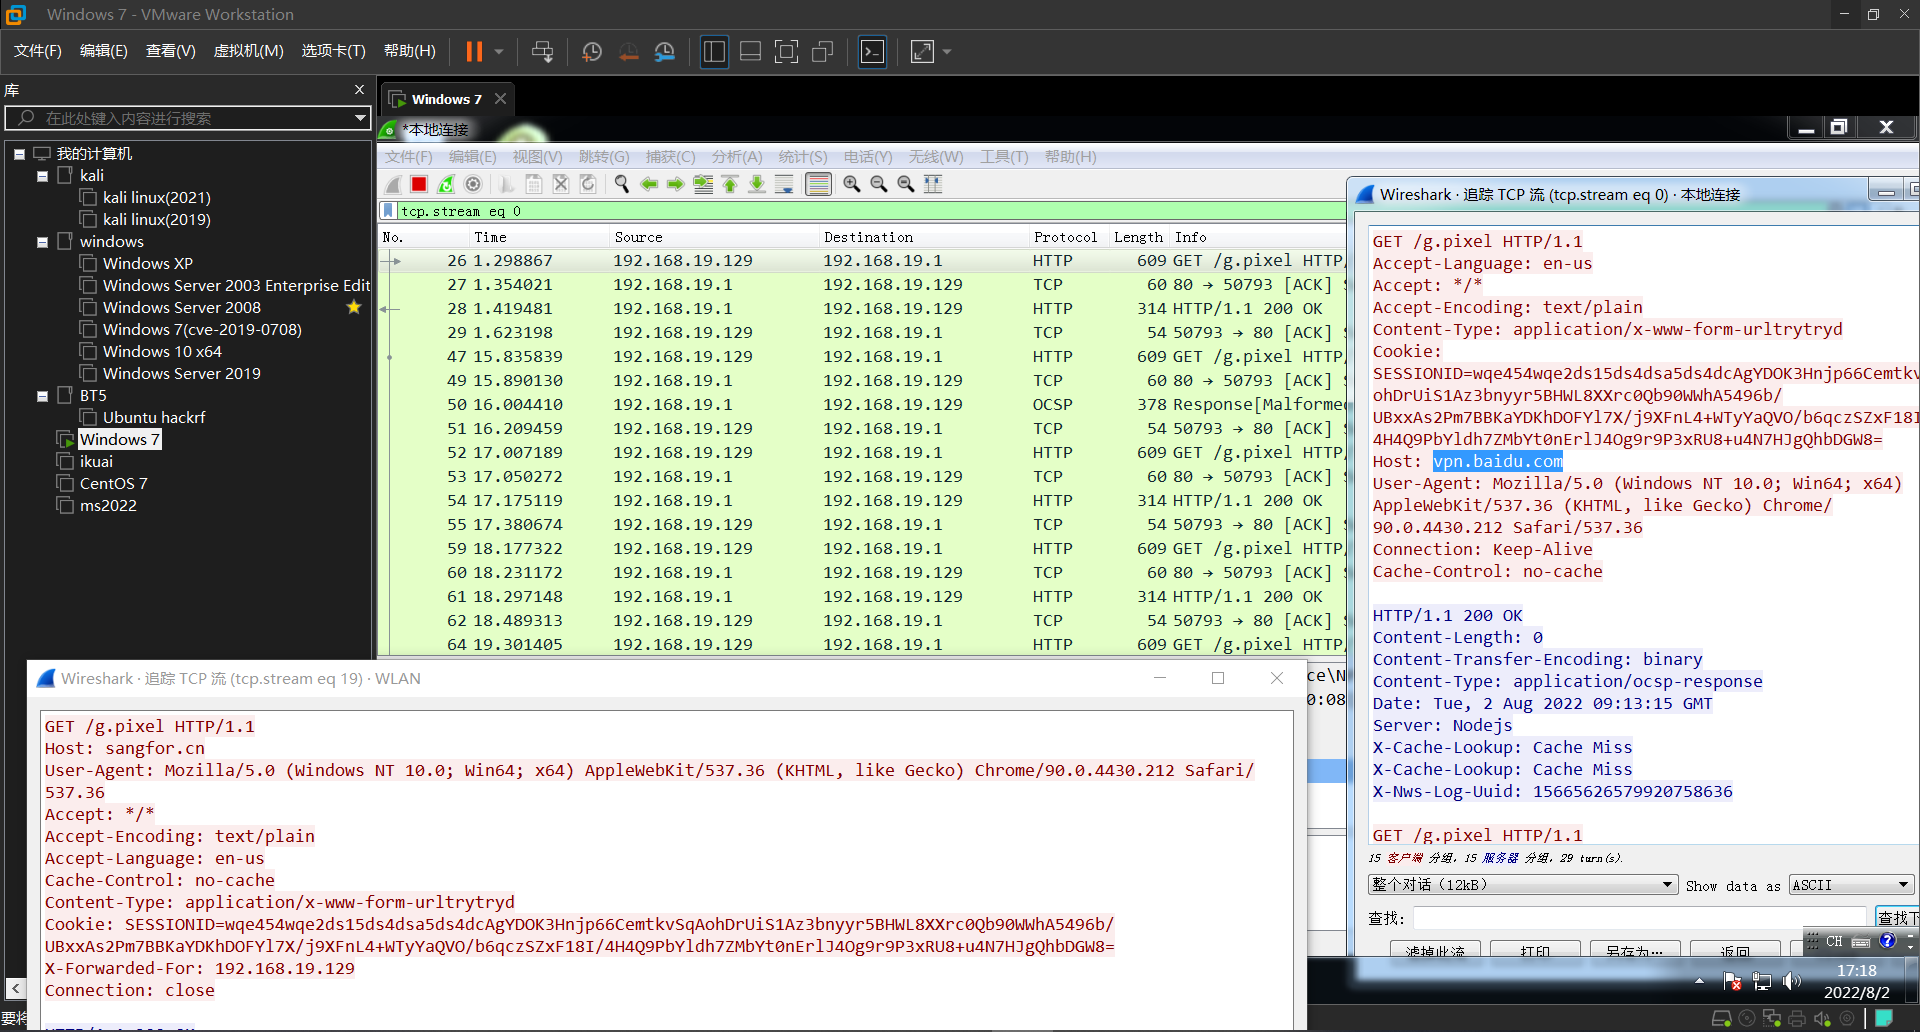 Windows 7 - VMware Workstation
文件(F) 编辑(E) 查看(V) 虚拟机(M) 选项卡(T) 帮助(H)
库
在此处键入内容进行搜索
我的计算机
kali
kali linux(2021)
kali linux(2019)
windows
Windows XP
Windows Server 2003 Enterprise Edit
Windows Server 2008
Windows 7(cve-2019-0708)
Windows 10 x64
Windows Server 2019
BT5
Ubuntu hackrf
Windows 7
ikuai
CentOS 7
ms2022
要将
Windows 7
*本地连接
文件(F) 编辑(E) 视图(V) 跳转(G) 捕获(C) 分析(A) 统计(S) 电话(Y) 无线(W) 工具(T) 帮助(H)
tcp.stream eq 0
No. Time Source Destination Protocol Length Info
26 1.298867 192.168.19.129 192.168.19.1 HTTP 609 GET /g.pixel HTTP/
27 1.354021 192.168.19.1 192.168.19.129 TCP 60 80 → 50793 [ACK] S
28 1.419481 192.168.19.1 192.168.19.129 HTTP 314 HTTP/1.1 200 OK
29 1.623198 192.168.19.129 192.168.19.1 TCP 54 50793 → 80 [ACK] S
47 15.835839 192.168.19.129 192.168.19.1 HTTP 609 GET /g.pixel HTTP/
49 15.890130 192.168.19.1 192.168.19.129 TCP 60 80 → 50793 [ACK] S
50 16.004410 192.168.19.1 192.168.19.129 OCSP 378 Response[Malformed
51 16.209459 192.168.19.129 192.168.19.1 TCP 54 50793 → 80 [ACK] S
52 17.007189 192.168.19.129 192.168.19.1 HTTP 609 GET /g.pixel HTTP/
53 17.050272 192.168.19.1 192.168.19.129 TCP 60 80 → 50793 [ACK] S
54 17.175119 192.168.19.1 192.168.19.129 HTTP 314 HTTP/1.1 200 OK
55 17.380674 192.168.19.129 192.168.19.1 TCP 54 50793 → 80 [ACK] S
59 18.177322 192.168.19.129 192.168.19.1 HTTP 609 GET /g.pixel HTTP/
60 18.231172 192.168.19.1 192.168.19.129 TCP 60 80 → 50793 [ACK] S
61 18.297148 192.168.19.1 192.168.19.129 HTTP 314 HTTP/1.1 200 OK
62 18.489313 192.168.19.129 192.168.19.1 TCP 54 50793 → 80 [ACK] S
64 19.301405 192.168.19.129 192.168.19.1 HTTP 609 GET /g.pixel HTTP/
ce\N
0:08
Wireshark · 追踪 TCP 流 (tcp.stream eq 19) · WLAN
GET /g.pixel HTTP/1.1
Host: sangfor.cn
User-Agent: Mozilla/5.0 (Windows NT 10.0; Win64; x64) AppleWebKit/537.36 (KHTML, like Gecko) Chrome/90.0.4430.212 Safari/
537.36
Accept: */*
Accept-Encoding: text/plain
Accept-Language: en-us
Cache-Control: no-cache
Content-Type: application/x-www-form-urltrytryd
Cookie: SESSIONID=wqe454wqe2ds15ds4dsa5ds4dcAgYDOK3Hnjp66CemtkvSqAohDrUiS1Az3bnyyr5BHWL8XXrc0Qb90WWhA5496b/
UBxxAs2Pm7BBKaYDKhDOFYl7X/j9XFnL4+WTyYaQVO/b6qczSZxF18I/4H4Q9PbYldh7ZMbYt0nErlJ4Og9r9P3xRU8+u4N7HJgQhbDGW8=
X-Forwarded-For: 192.168.19.129
Connection: close
Wireshark · 追踪 TCP 流 (tcp.stream eq 0) · 本地连接
GET /g.pixel HTTP/1.1
Accept-Language: en-us
Accept: */*
Accept-Encoding: text/plain
Content-Type: application/x-www-form-urltrytryd
Cookie:
SESSIONID=wqe454wqe2ds15ds4dsa5ds4dcAgYDOK3Hnjp66Cemtkv
ohDrUiS1Az3bnyyr5BHWL8XXrc0Qb90WWhA5496b/
UBxxAs2Pm7BBKaYDKhDOFYl7X/j9XFnL4+WTyYaQVO/b6qczSZxF18I
4H4Q9PbYldh7ZMbYt0nErlJ4Og9r9P3xRU8+u4N7HJgQhbDGW8=
Host: vpn.baidu.com
User-Agent: Mozilla/5.0 (Windows NT 10.0; Win64; x64)
AppleWebKit/537.36 (KHTML, like Gecko) Chrome/
90.0.4430.212 Safari/537.36
Connection: Keep-Alive
Cache-Control: no-cache
HTTP/1.1 200 OK
Content-Length: 0
Content-Transfer-Encoding: binary
Content-Type: application/ocsp-response
Date: Tue, 2 Aug 2022 09:13:15 GMT
Server: Nodejs
X-Cache-Lookup: Cache Miss
X-Cache-Lookup: Cache Miss
X-Nws-Log-Uuid: 15665626579920758636
GET /g.pixel HTTP/1.1
15 客户端 分组, 15 服务器 分组, 29 turn(s).
整个对话 (12kB) Show data as ASCII
查找: 查找下
滤掉此流 打印 另存为… 返回
CH
17:18
2022/8/2